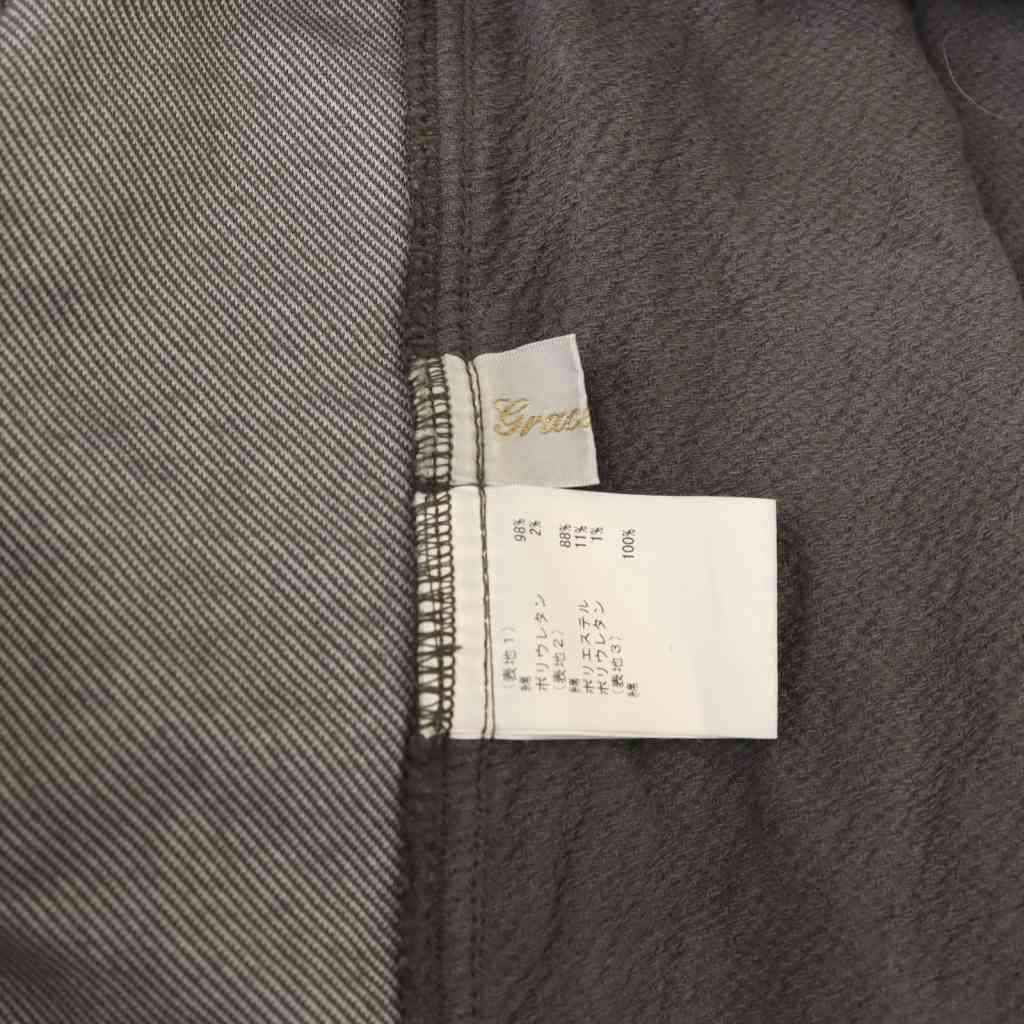 (表地1)
綿 98%
ポリウレタン 2%
(表地2)
綿 88%
ポリエステル 11%
ポリウレタン 1%
(表地3)
綿 100%